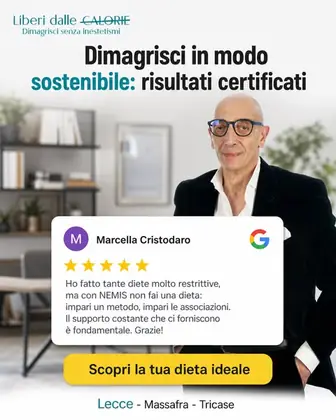 Liberi dalle CALORIE
Dimagrisci senza inestetismi
Dimagrisci in modo
sostenibile: risultati certificati
M
Marcella Cristodaro
G
Ho fatto tante diete molto restrittive,
ma con NEMIS non fai una dieta:
impari un metodo, impari le associazioni.
Il supporto costante che ci forniscono
è fondamentale. Grazie!
Scopri la tua dieta ideale
Lecce - Massafra - Tricase